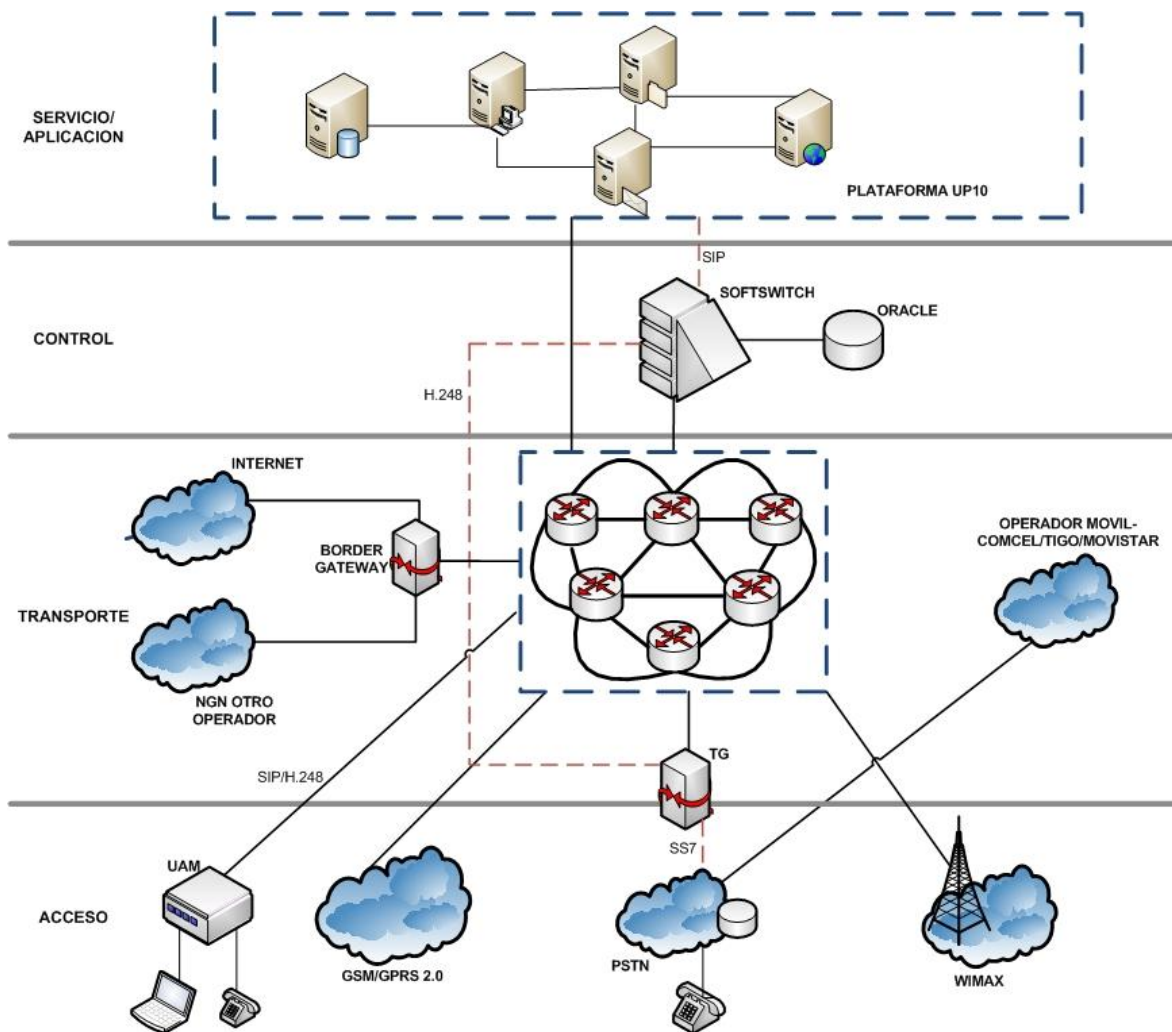 SERVICIO/
APLICACION
PLATAFORMA UP10
SIP
SOFTSWITCH
ORACLE
CONTROL
H.248
INTERNET
BORDER
GATEWAY
OPERADOR MOVIL-
COMCEL/TIGO/MOVISTAR
TRANSPORTE
NGN OTRO
OPERADOR
TG
SIP/H.248
SS7
UAM
ACCESO
GSM/GPRS 2.0
PSTN
WIMAX